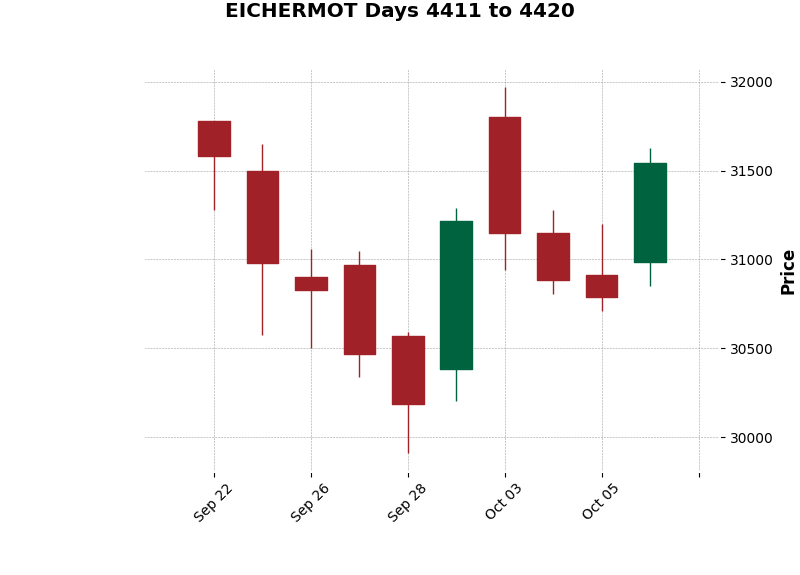 EICHERMOT Days 4411 to 4420
32000
31500
31000
30500
30000
Price
Sep 22
Sep 26
Sep 28
Oct 03
Oct 05